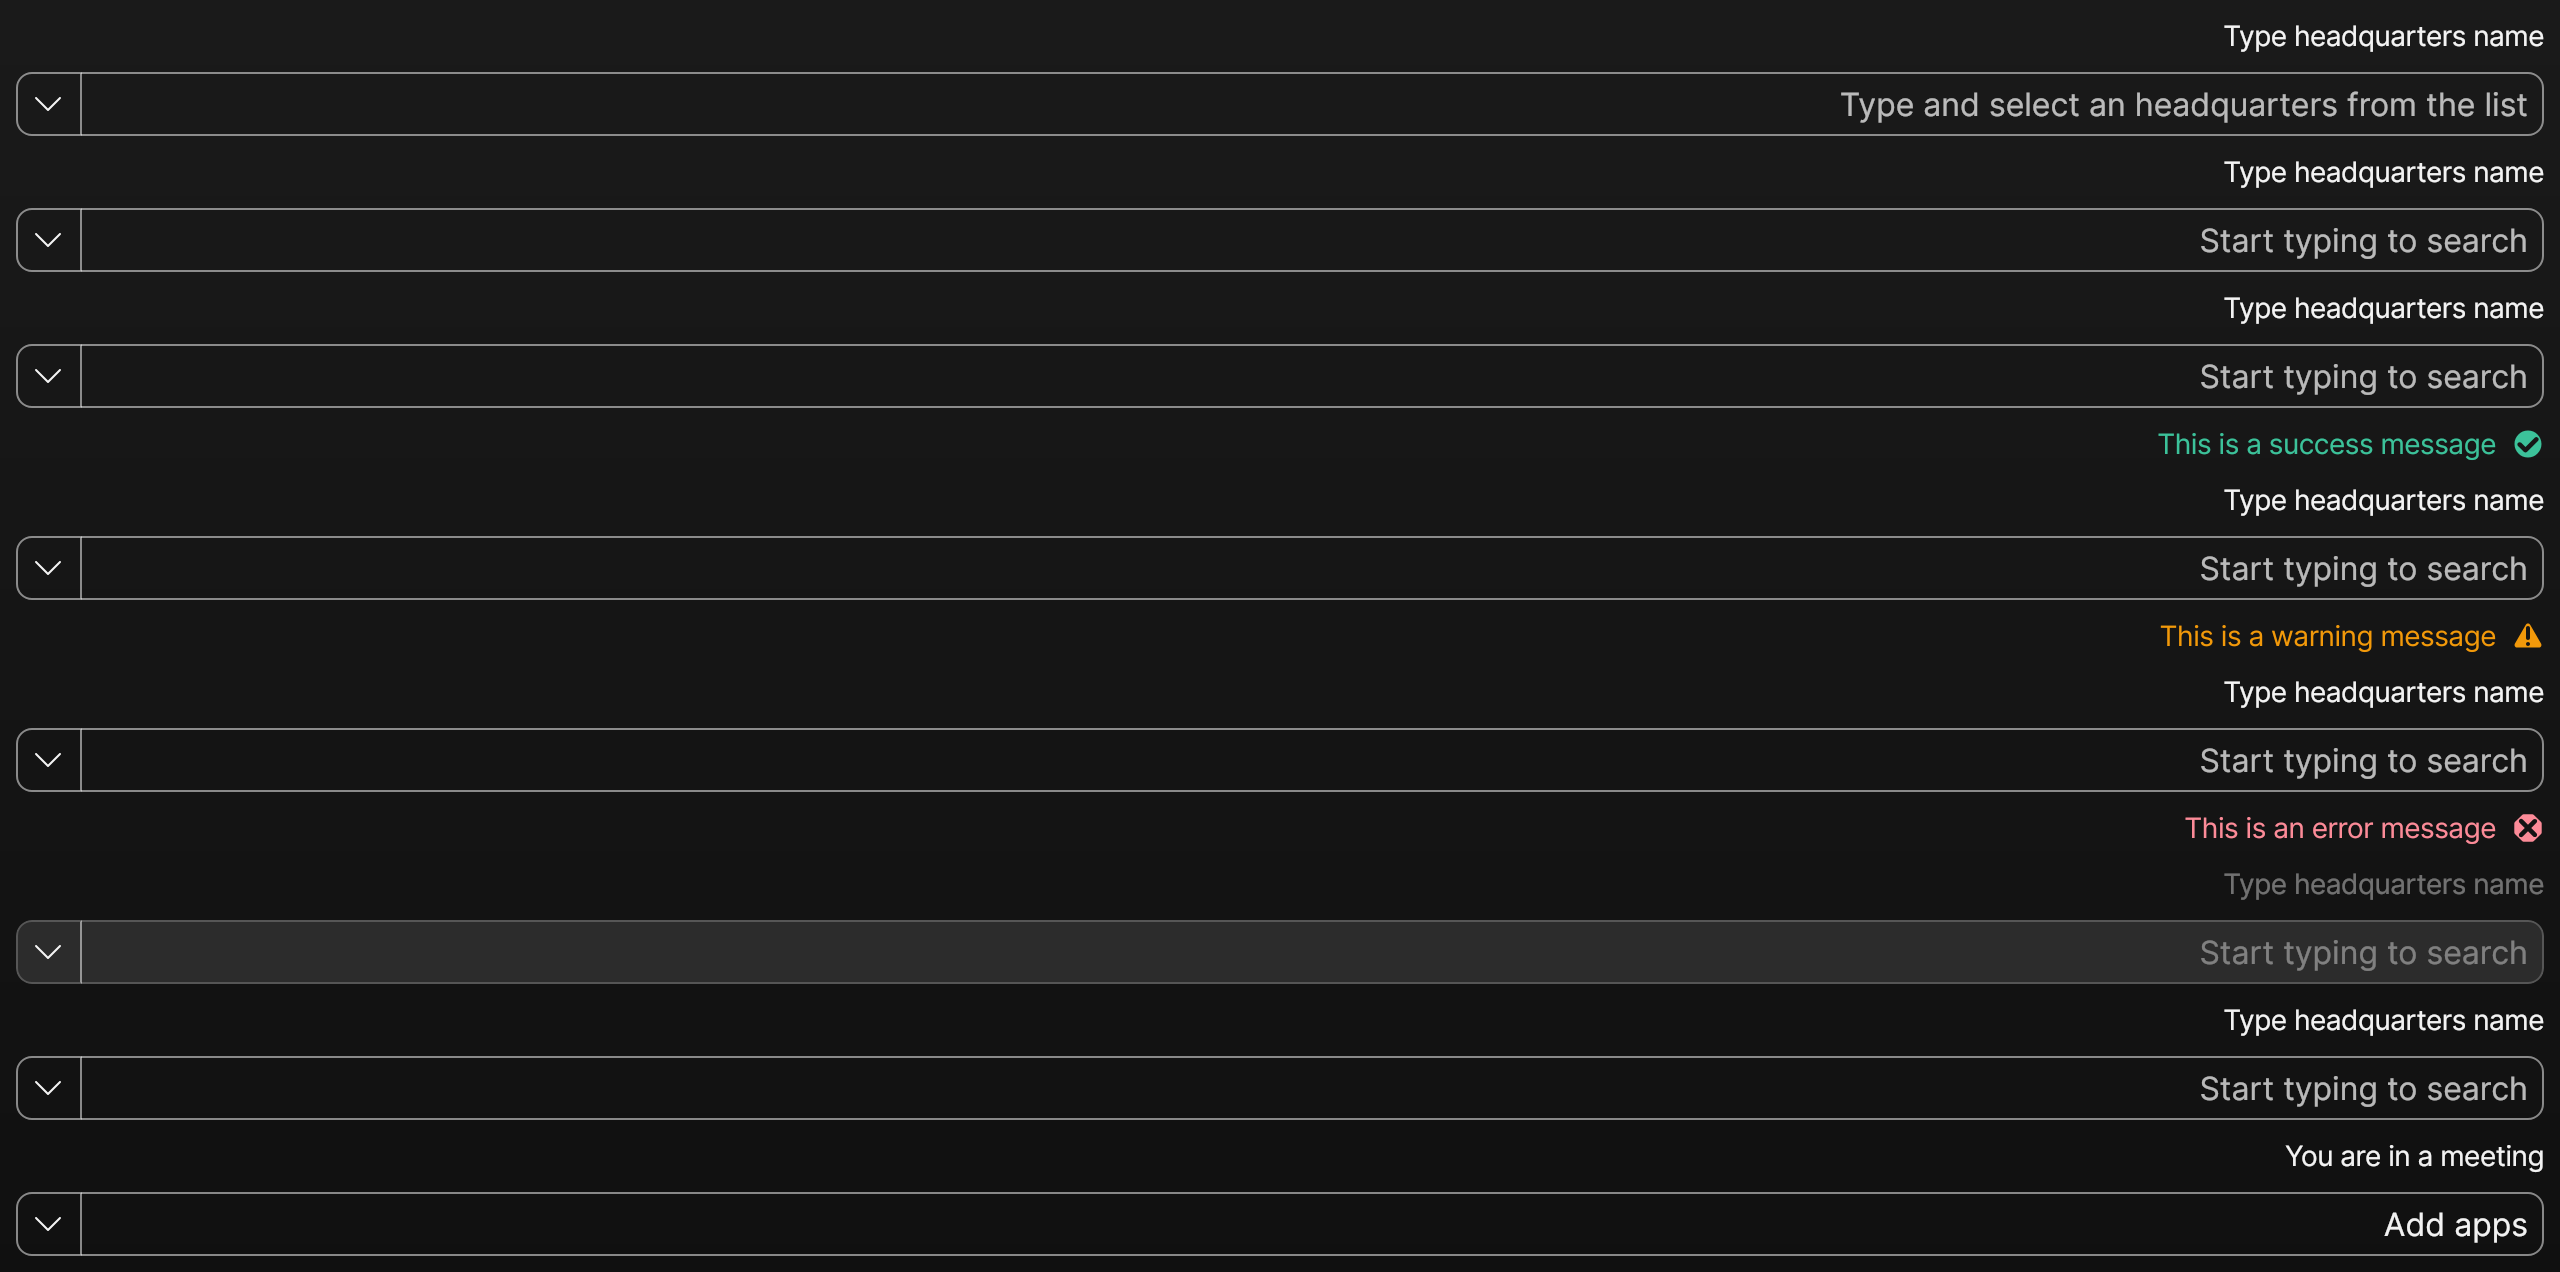 Type headquarters name
Type and select an headquarters from the list
Type headquarters name
Start typing to search
Type headquarters name
Start typing to search
This is a success message
Type headquarters name
Start typing to search
This is a warning message
Type headquarters name
Start typing to search
This is an error message
Type headquarters name
Start typing to search
Type headquarters name
Start typing to search
You are in a meeting
Add apps